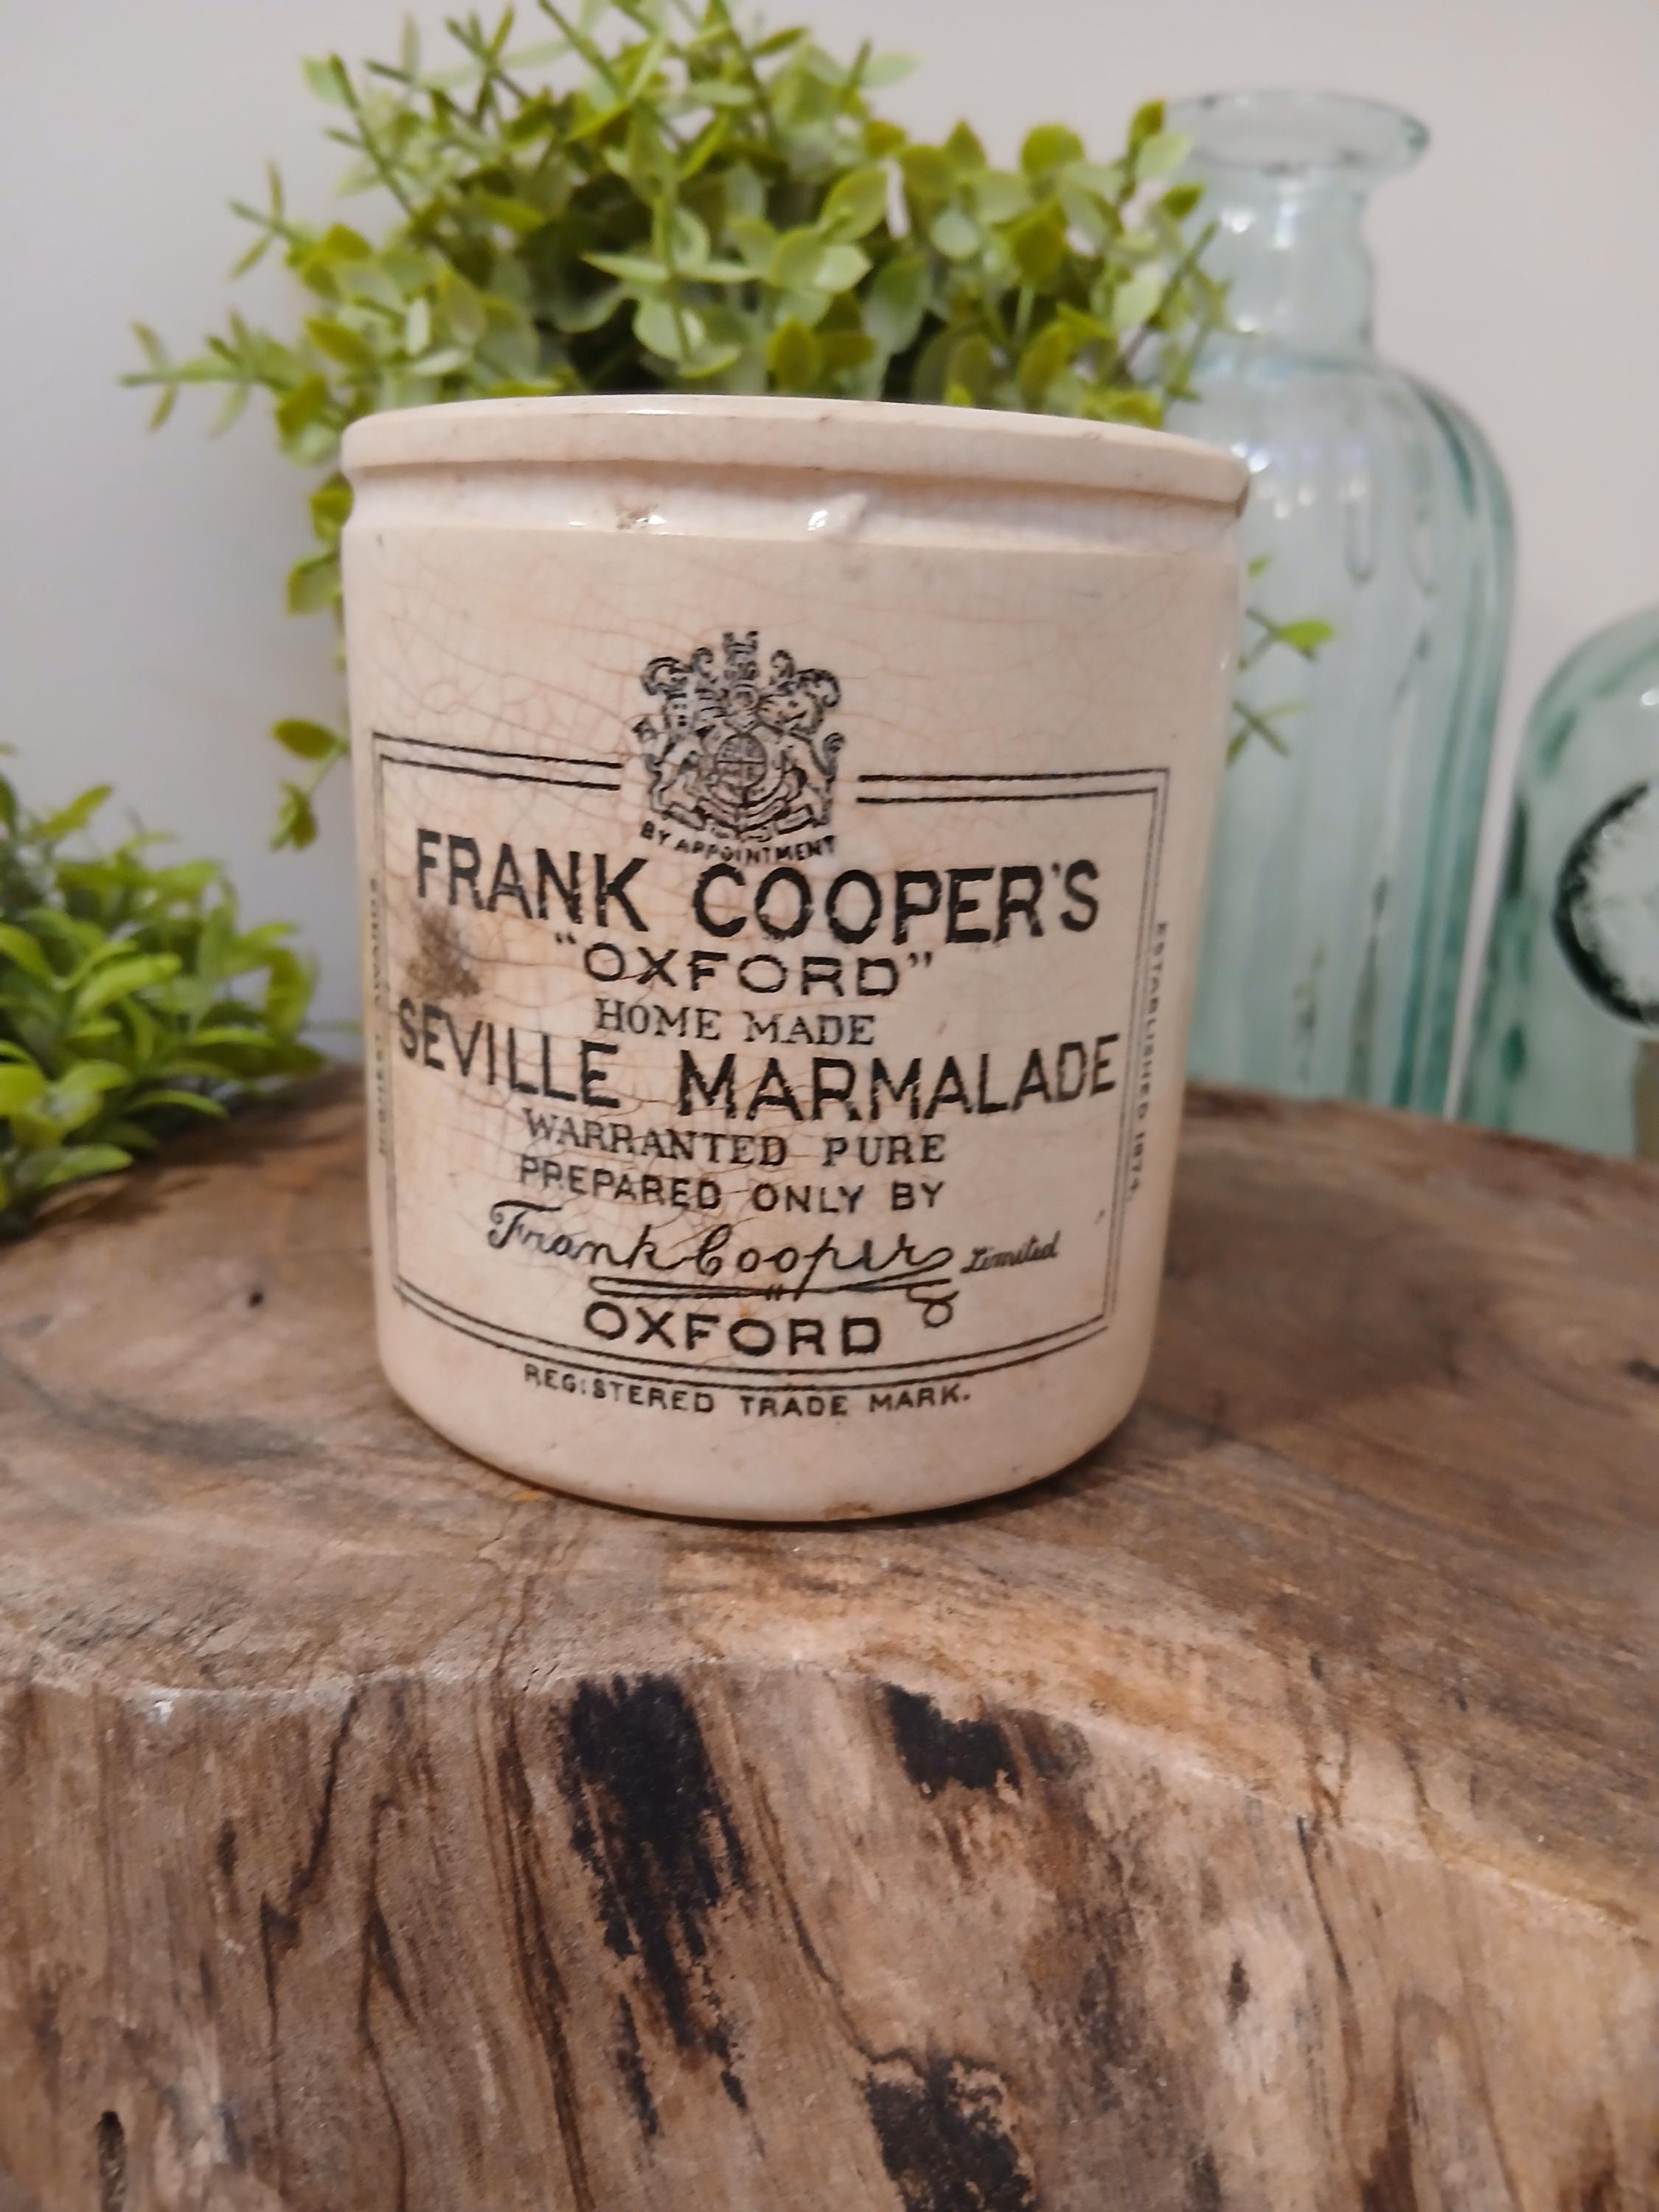 BY APPOINTMENT
FRANK COOPER'S
"OXFORD"
HOME MADE
SEVILLE MARMALADE
WARRANTED PURE
PREPARED ONLY BY
Frank Cooper Limited
OXFORD
REGISTERED TRADE MARK.
ESTABLISHED 1874.